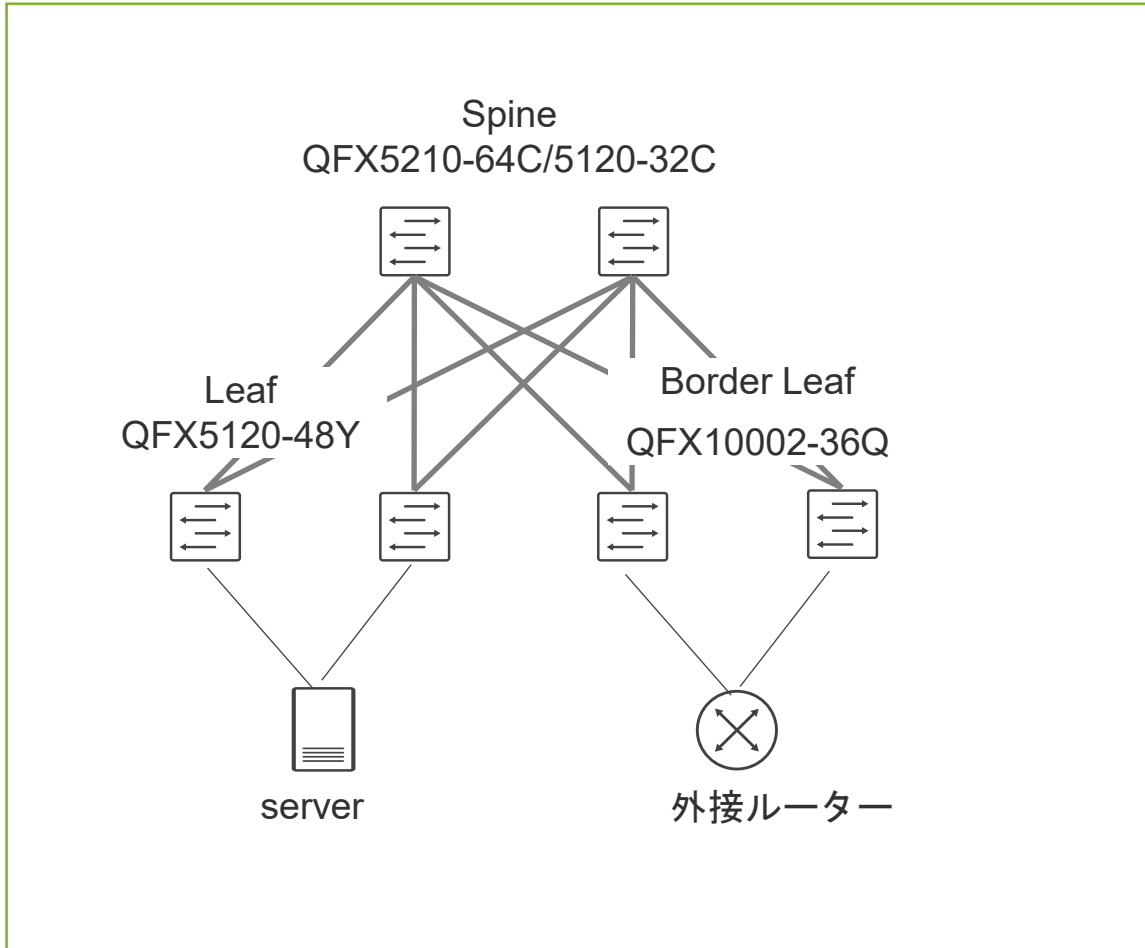 Spine
QFX5210-64C/5120-32C
Leaf
QFX5120-48Y
Border Leaf
QFX10002-36Q
server
外接ルーター